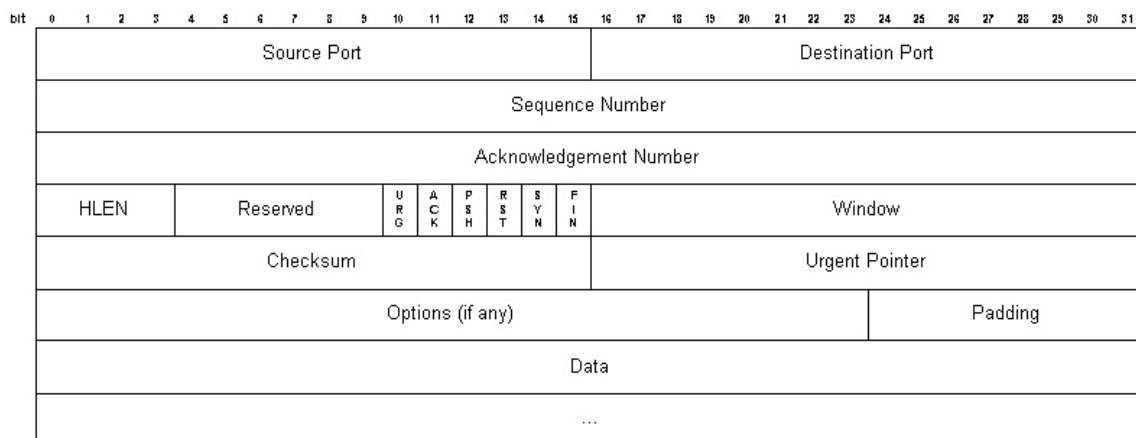 bit 0 1 2 3 4 5 6 7 8 9 10 11 12 13 14 15 16 17 18 19 20 21 22 23 24 25 26 27 28 29 30 31
Source Port Destination Port
Sequence Number
Acknowledgement Number
HLEN Reserved URG ACK PSH RST SYN FIN Window
Checksum Urgent Pointer
Options (if any) Padding
Data
...